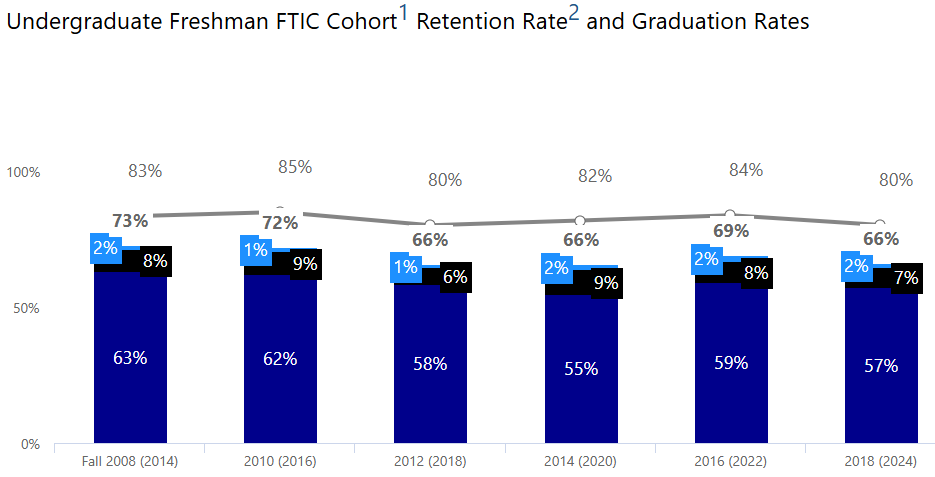 Undergraduate Freshman FTIC Cohort1 Retention Rate2 and Graduation Rates
83% 85% 80% 82% 84% 80%
100%
73% 72% 66% 66% 69% 66%
2% 1% 1% 2% 2% 2%
8% 9% 6% 9% 8% 7%
50%
63% 62% 58% 55% 59% 57%
0%
Fall 2008 (2014) 2010 (2016) 2012 (2018) 2014 (2020) 2016 (2022) 2018 (2024)